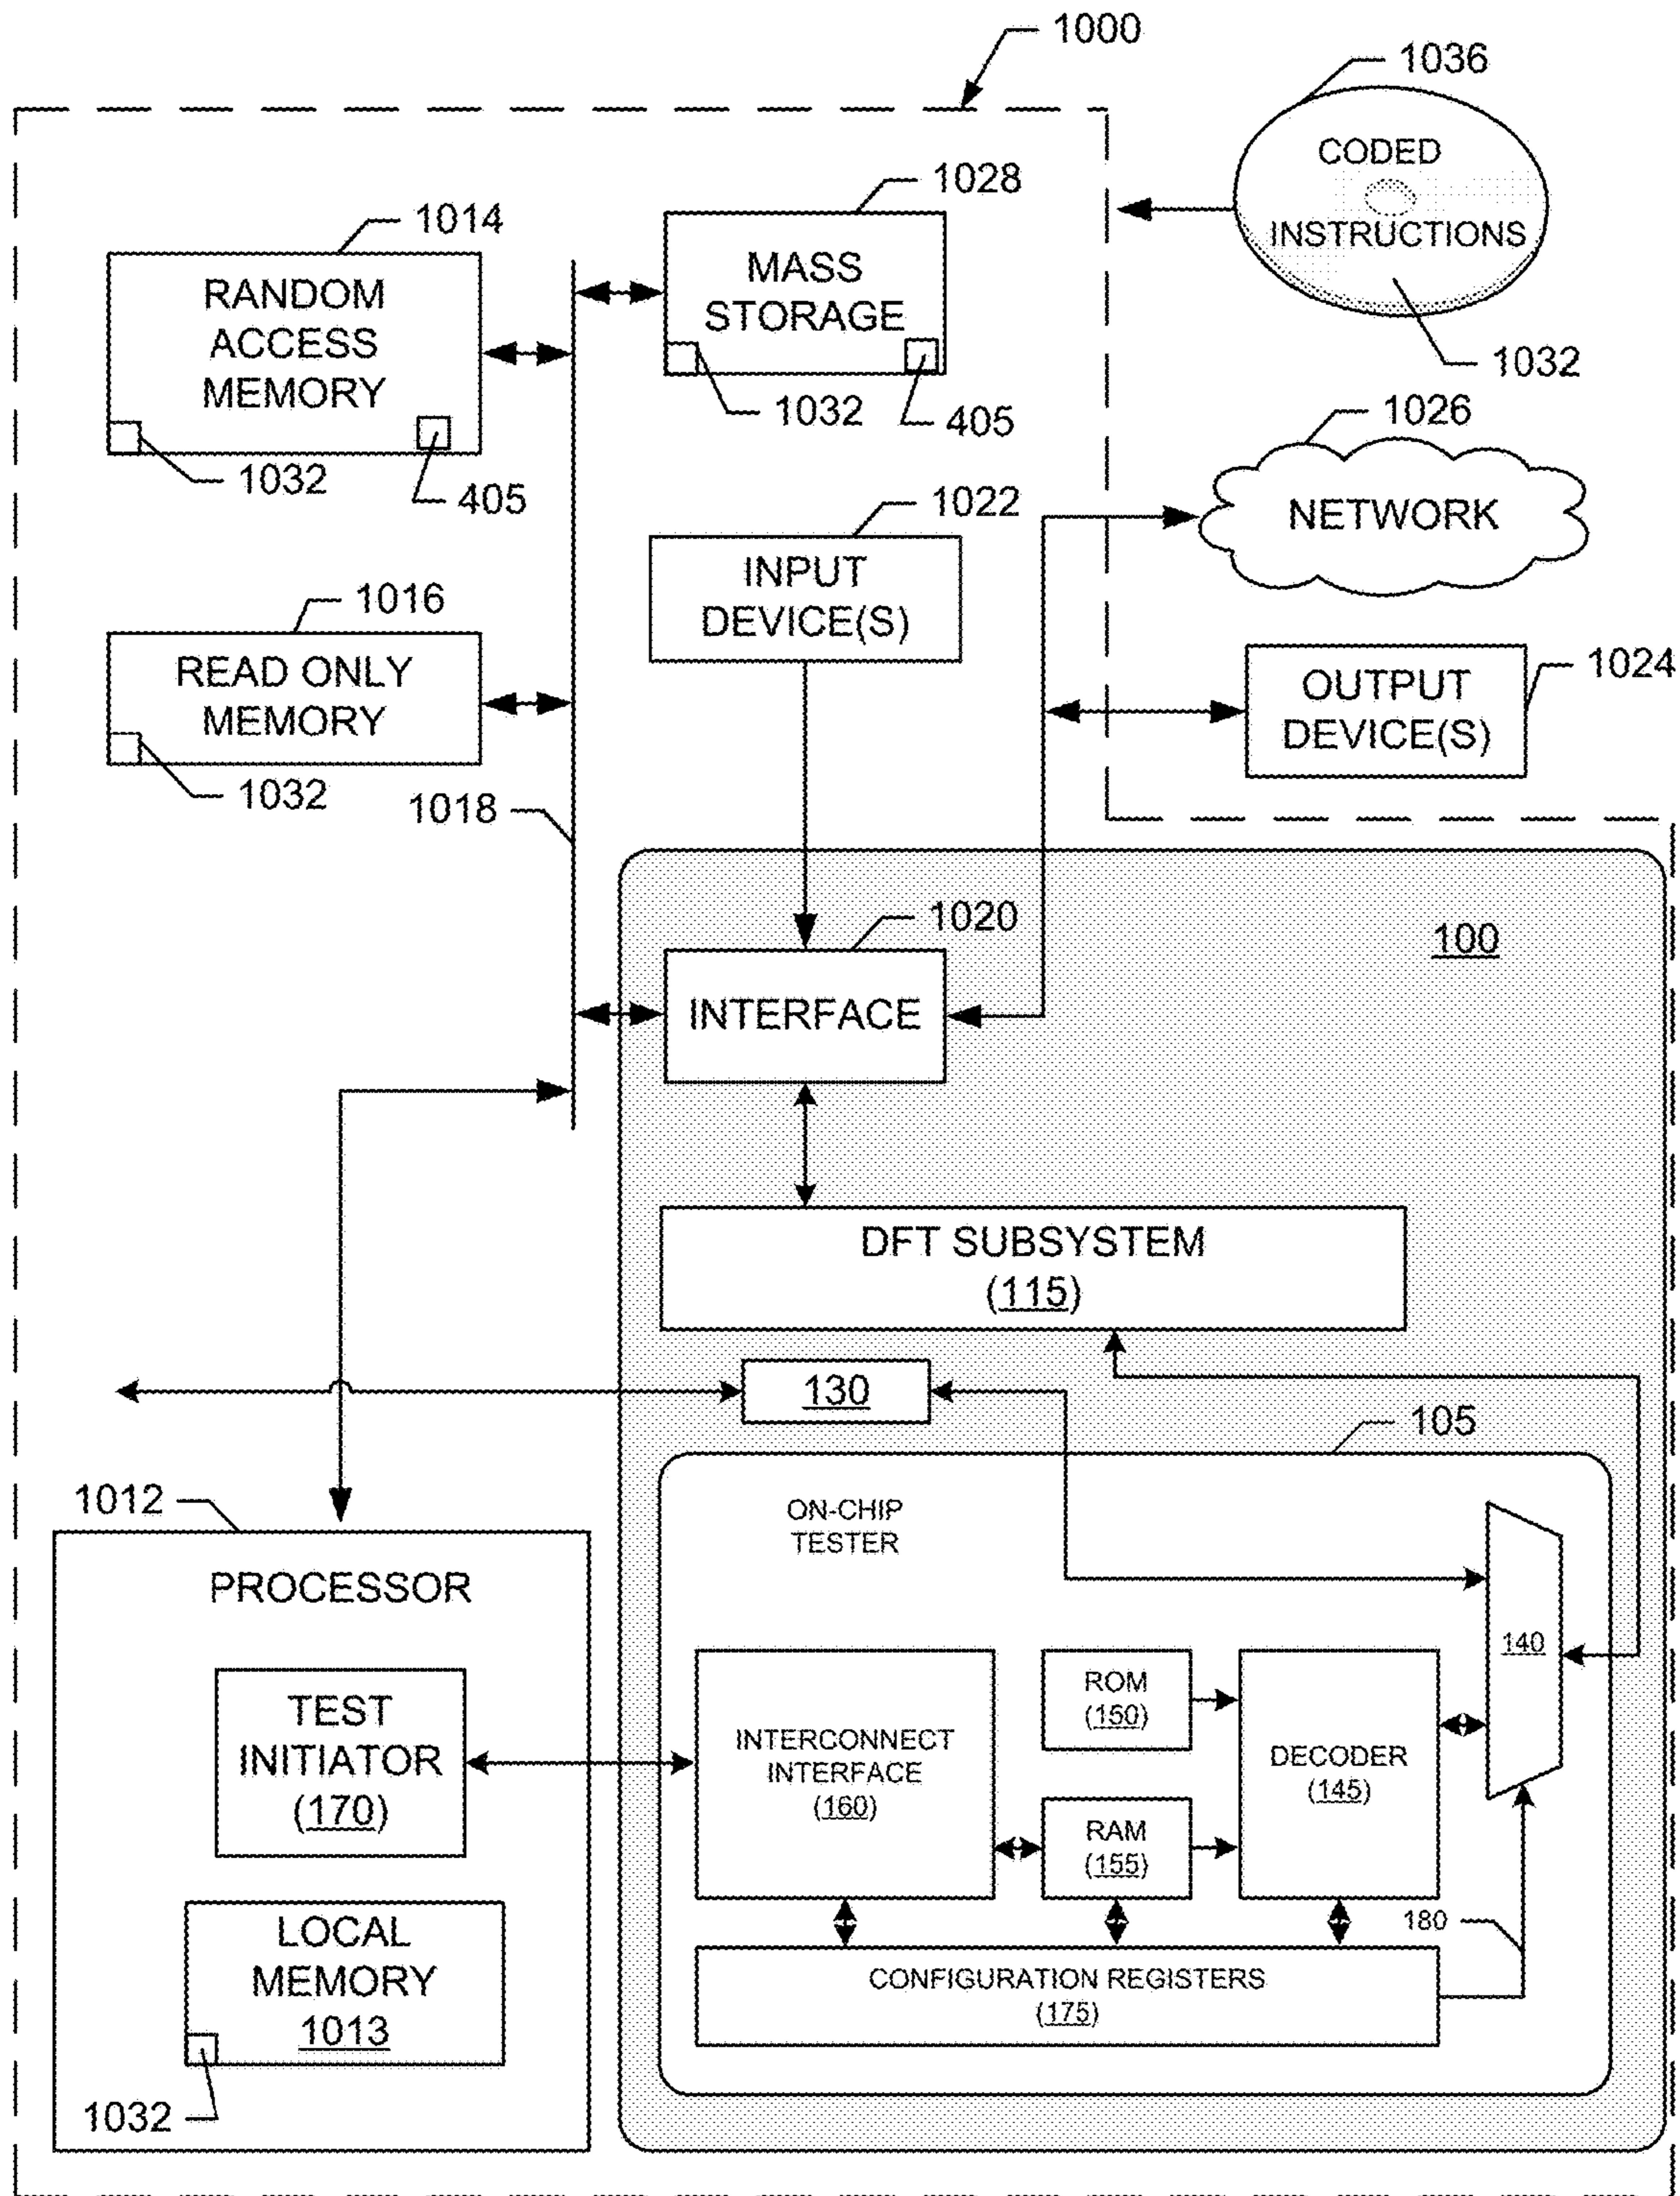 1000
1036
CODED
INSTRUCTIONS
1032
1028
MASS
STORAGE
1032
405
1014
RANDOM
ACCESS
MEMORY
1032
405
1026
NETWORK
1022
INPUT
DEVICE(S)
1016
READ ONLY
MEMORY
1032
1024
OUTPUT
DEVICE(S)
1018
1020
INTERFACE
100
DFT SUBSYSTEM
(115)
130
105
ON-CHIP
TESTER
1012
PROCESSOR
TEST
INITIATOR
(170)
LOCAL
MEMORY
1013
1032
INTERCONNECT
INTERFACE
(160)
ROM
(150)
RAM
(155)
DECODER
(145)
140
180
CONFIGURATION REGISTERS
(175)